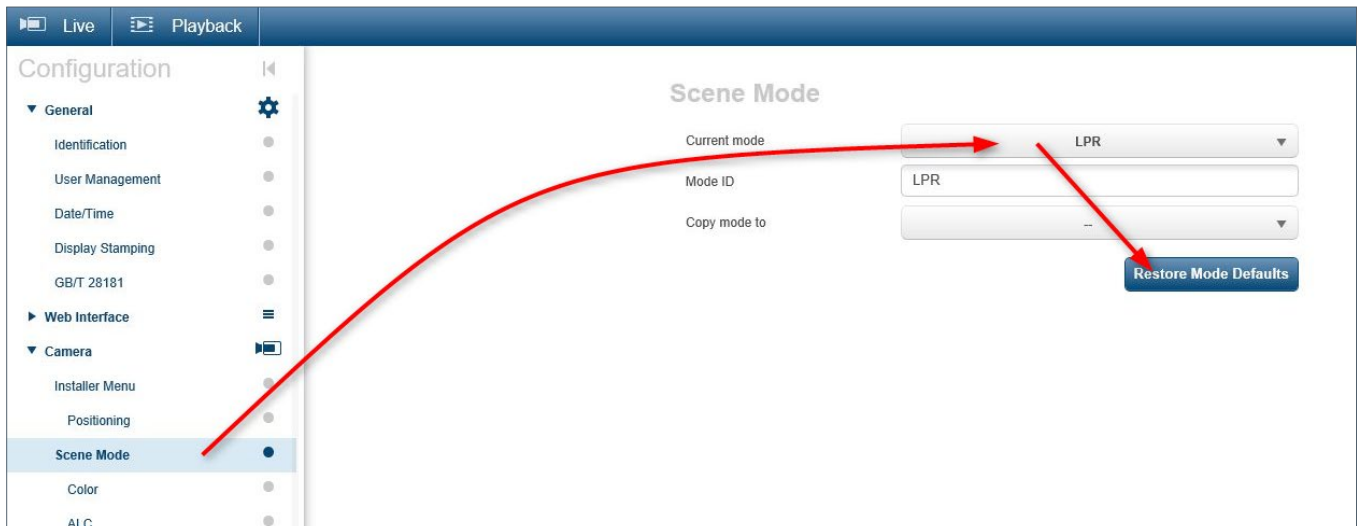 Live Playback
Configuration
General
Identification
User Management
Date/Time
Display Stamping
GB/T 28181
Web Interface
Camera
Installer Menu
Positioning
Scene Mode
Color
ALC
Scene Mode
Current mode LPR
Mode ID LPR
Copy mode to --
Restore Mode Defaults